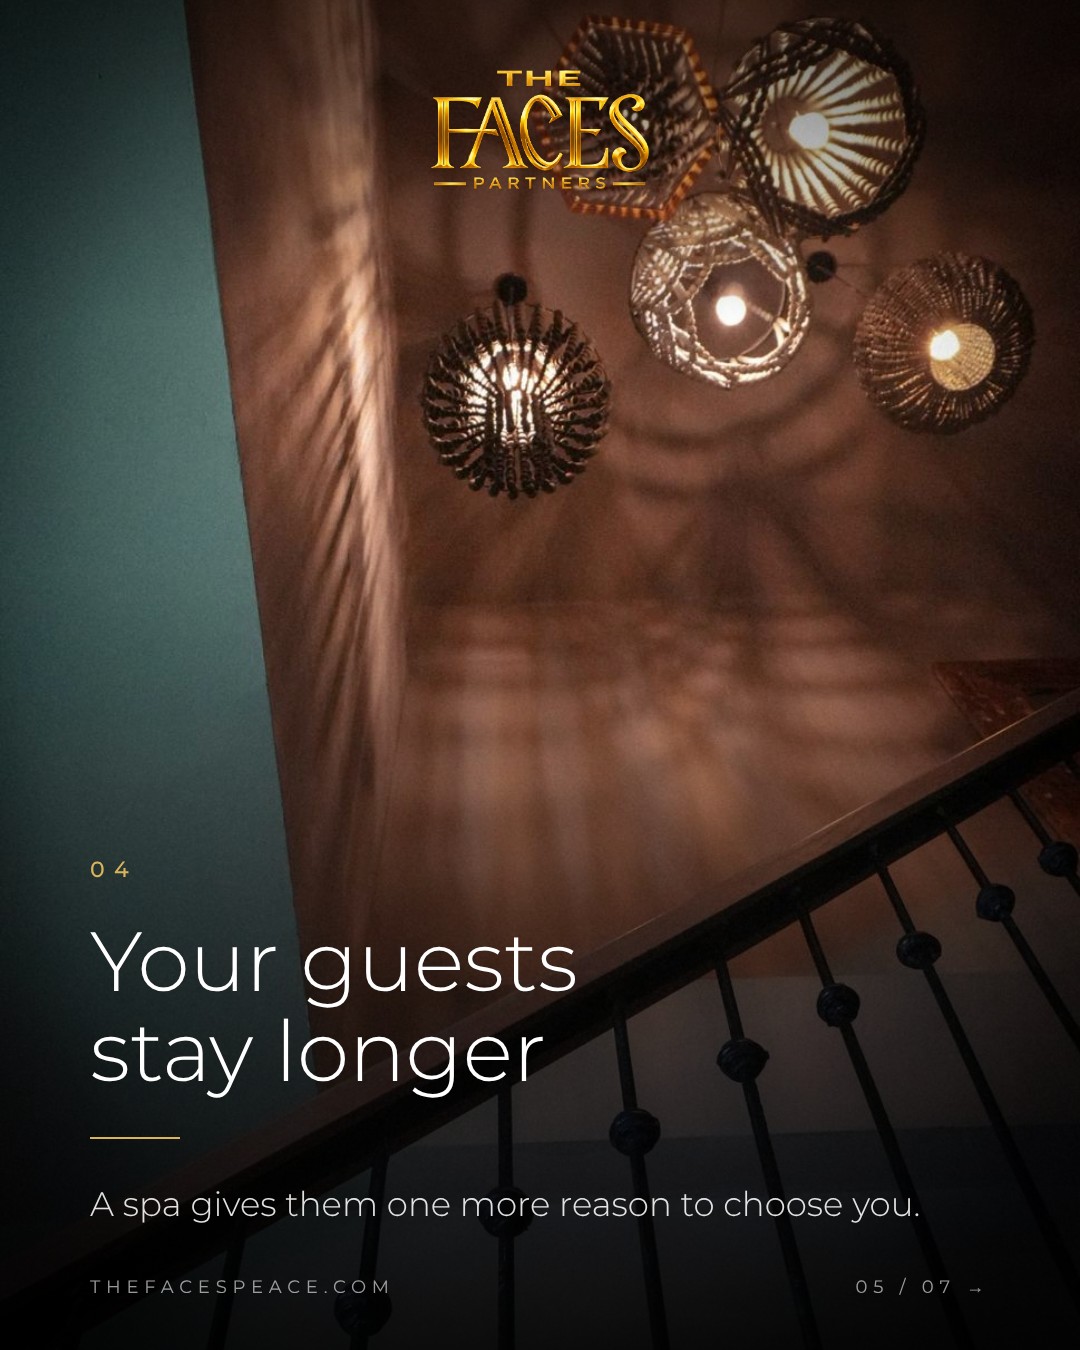 THE
FACES
PARTNERS
04
Your guests
stay longer
A spa gives them one more reason to choose you.
THEFACESPEACE.COM
05 / 07 →